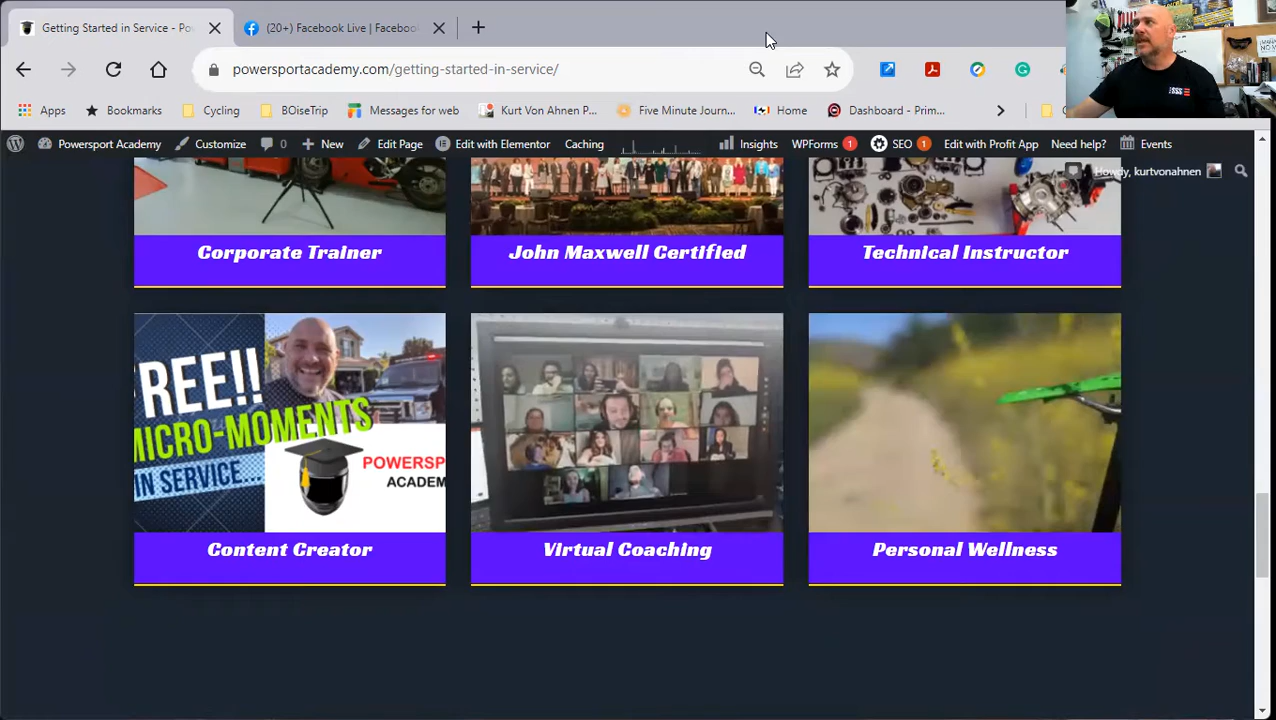 Getting Started in Service - Po
(20+) Facebook Live | Facebook
powersportacademy.com/getting-started-in-service/
Apps
Bookmarks
Cycling
BOiseTrip
Messages for web
Kurt Von Ahnen - P...
Five Minute Journ...
Home
Dashboard - Prim...
Powersport Academy
Customize
0
New
Edit Page
Edit with Elementor
Caching
Insights
WPForms 1
SEO 1
Edit with Profit App
Need help?
Events
Howdy, kurtvonahnen
Corporate Trainer
John Maxwell Certified
Technical Instructor
FREE!!
MICRO-MOMENTS
IN SERVICE...
POWERSP
ACADEM
Content Creator
Virtual Coaching
Personal Wellness